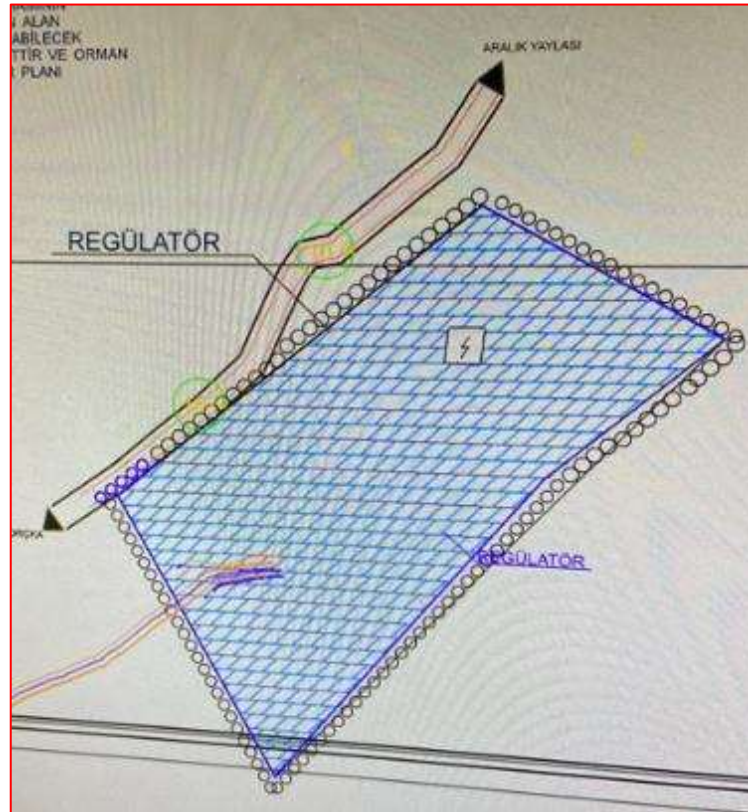 ALAN
ABİLECEK
TTİR VE ORMAN
PLANI
ARALIK YAYLASI
REGÜLATÖR
REGÜLATÖR